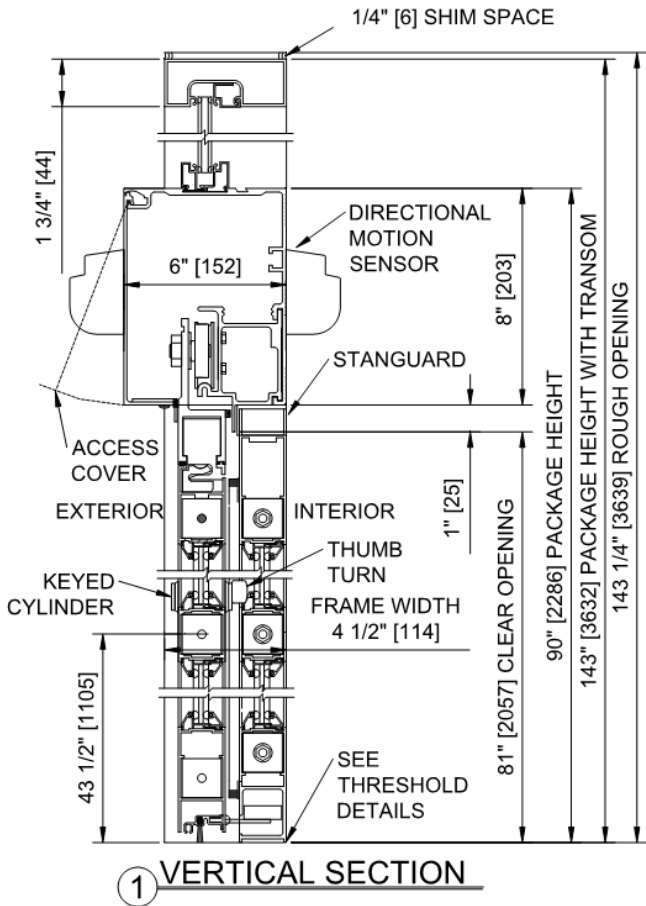 1/4" [6] SHIM SPACE
1 3/4" [44]
DIRECTIONAL
MOTION
SENSOR
6" [152]
8" [203]
STANGUARD
ACCESS
COVER
EXTERIOR
INTERIOR
1" [25]
THUMB
TURN
KEYED
CYLINDER
FRAME WIDTH
4 1/2" [114]
43 1/2" [1105]
81" [2057] CLEAR OPENING
90" [2286] PACKAGE HEIGHT
143" [3632] PACKAGE HEIGHT WITH TRANSOM
143 1/4" [3639] ROUGH OPENING
SEE
THRESHOLD
DETAILS
1 VERTICAL SECTION